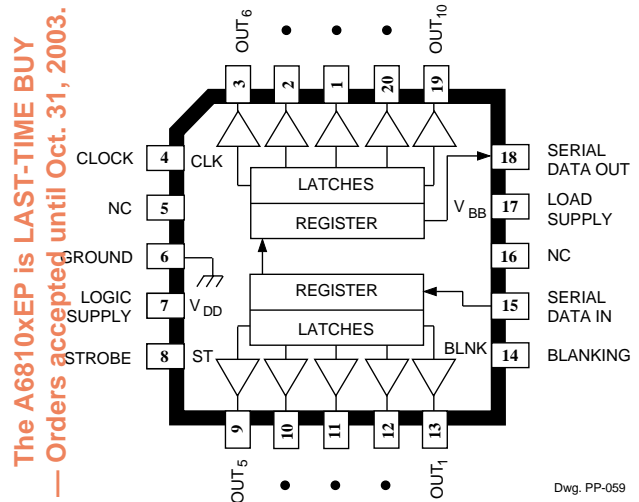 The A6810xEP is LAST-TIME BUY
— Orders accepted until Oct. 31, 2003.
OUT6 • • • OUT10
3 2 1 20 19
CLOCK 4 CLK
NC 5
GROUND 6
LOGIC SUPPLY 7 VDD
STROBE 8 ST
LATCHES
REGISTER
REGISTER
LATCHES
18 SERIAL DATA OUT
VBB 17 LOAD SUPPLY
16 NC
15 SERIAL DATA IN
BLNK 14 BLANKING
9 10 11 12 13
OUT5 • • • OUT1
Dwg. PP-059